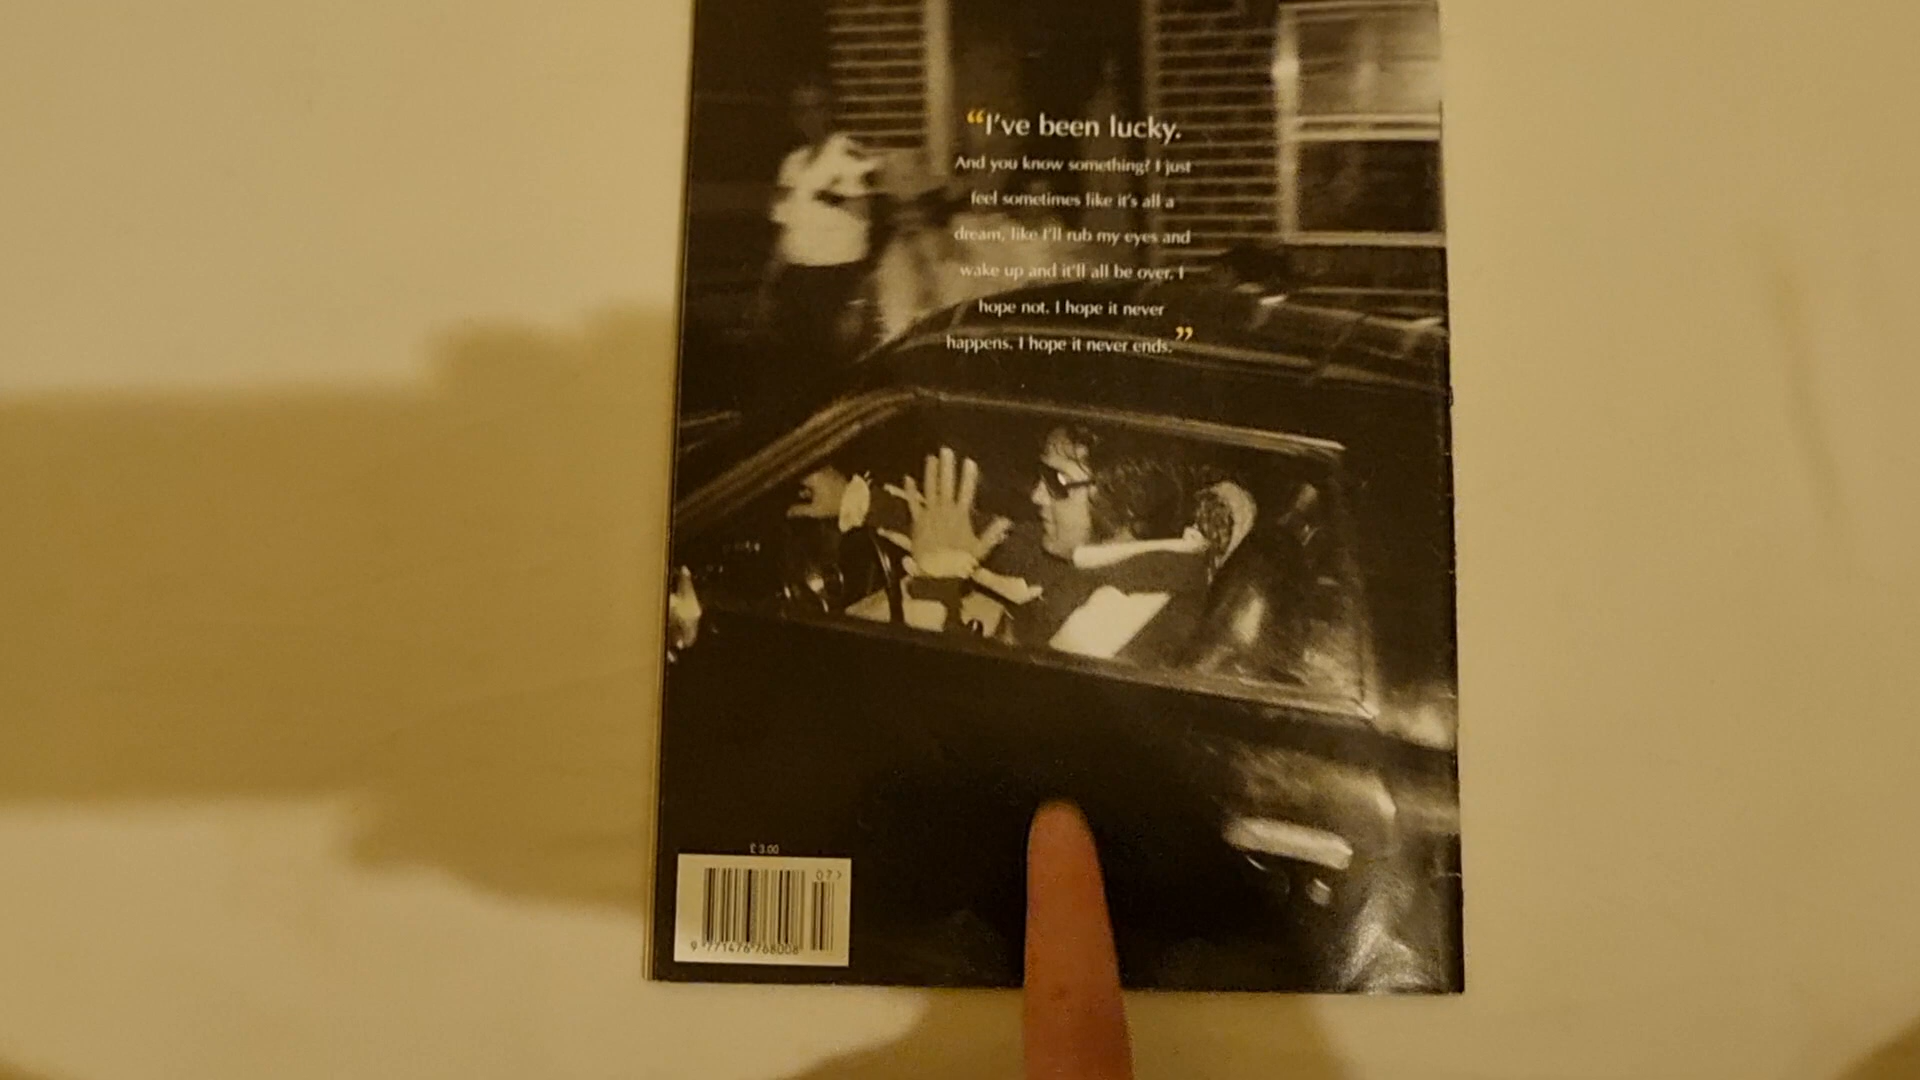 “I've been lucky.
And you know something? I just
feel sometimes like it's all a
dream, like I'll rub my eyes and
wake up and it'll all be over. I
hope not. I hope it never
happens. I hope it never ends.”
£3.00
07>
9 771476 768008